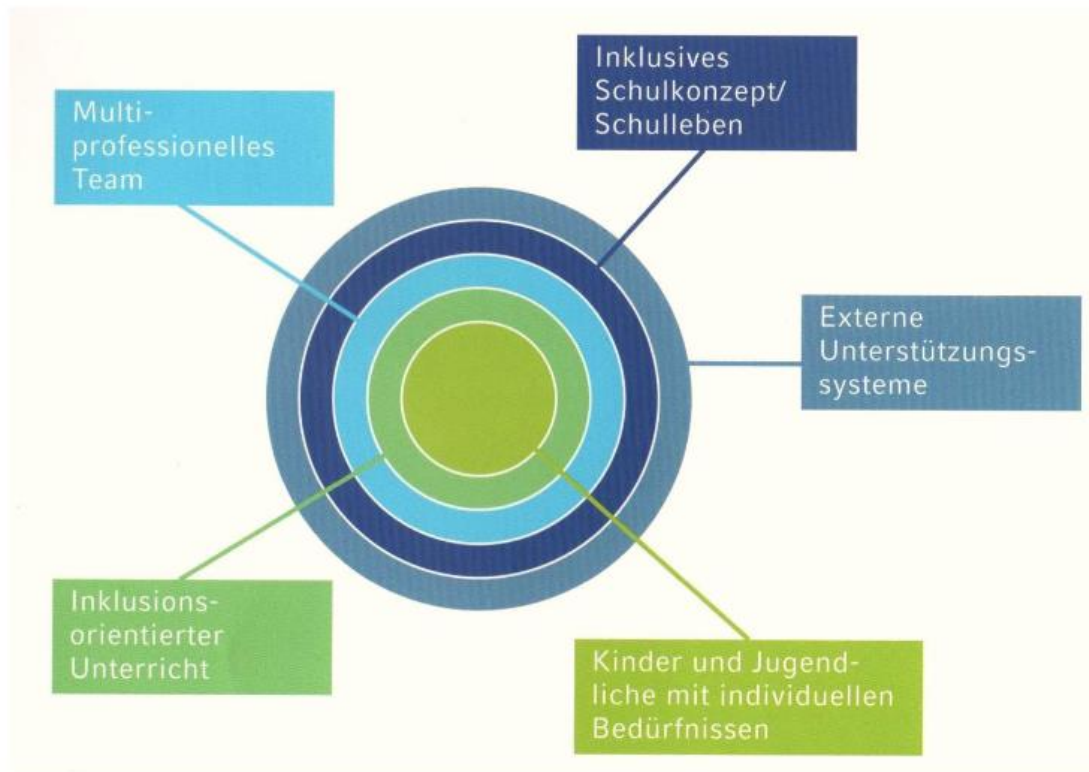 Inklusives
Schulkonzept/
Schulleben
Multi-
professionelles
Team
Externe
Unterstützungs-
systeme
Inklusions-
orientierter
Unterricht
Kinder und Jugend-
liche mit individuellen
Bedürfnissen